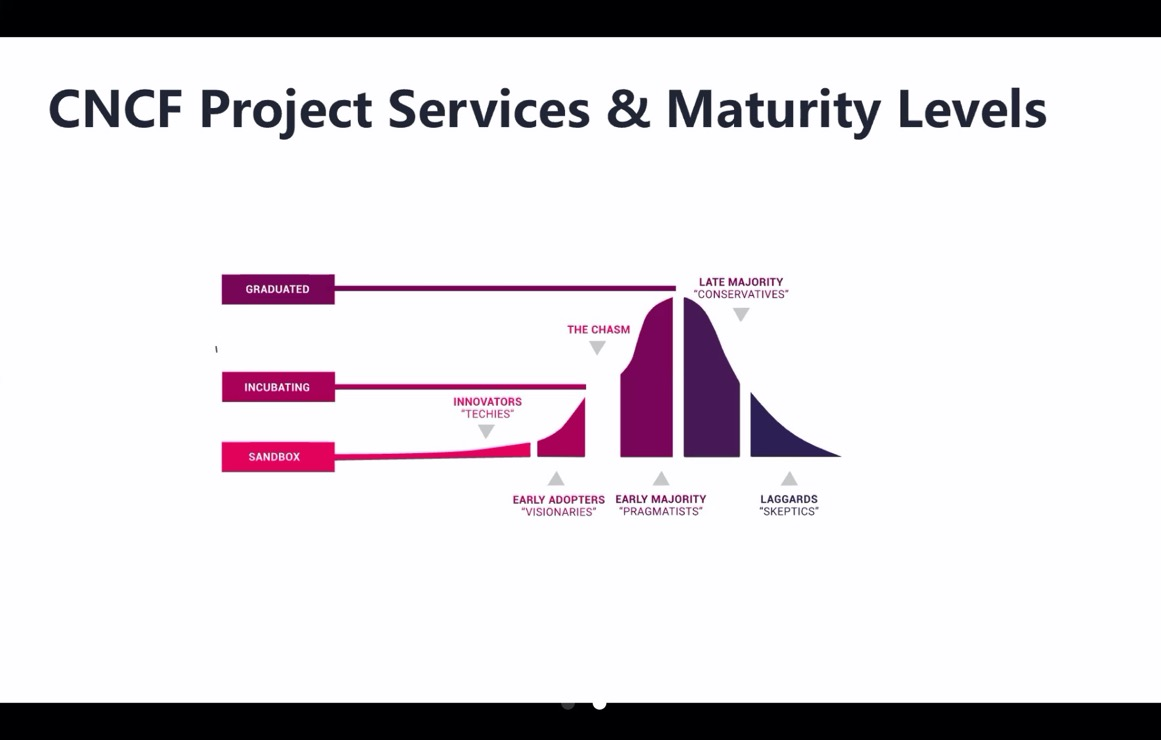 CNCF Project Services & Maturity Levels
GRADUATED
LATE MAJORITY
"CONSERVATIVES"
THE CHASM
INCUBATING
INNOVATORS
"TECHIES"
SANDBOX
EARLY ADOPTERS
"VISIONARIES"
EARLY MAJORITY
"PRAGMATISTS"
LAGGARDS
"SKEPTICS"